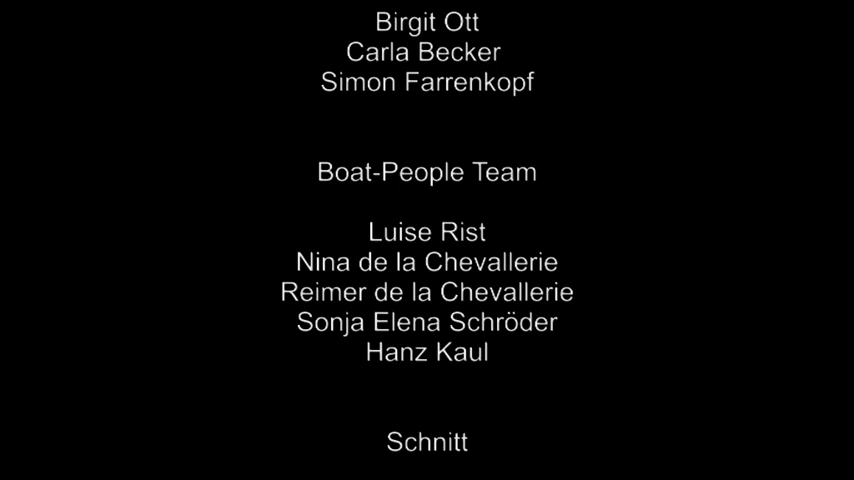 Birgit Ott
Carla Becker
Simon Farrenkopf
Boat-People Team
Luise Rist
Nina de la Chevallerie
Reimer de la Chevallerie
Sonja Elena Schröder
Hanz Kaul
Schnitt